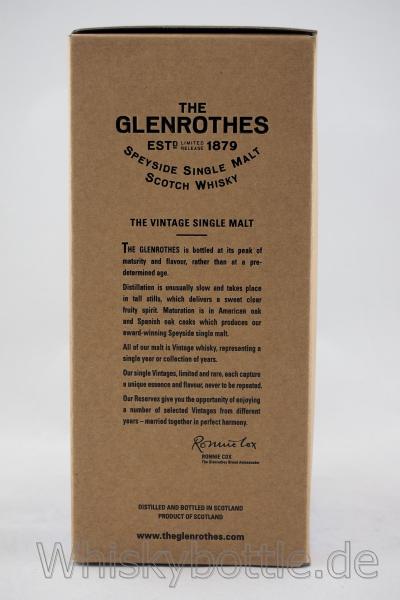 THE
GLENROTHES
ESTD LIMITED RELEASE 1879
SPEYSIDE SINGLE MALT
SCOTCH WHISKY
THE VINTAGE SINGLE MALT
THE GLENROTHES is bottled at its peak of
maturity and flavour, rather than at a pre-
determined age.
Distillation is unusually slow and takes place
in tall stills, which delivers a sweet clear
fruity spirit. Maturation is in American oak
and Spanish oak casks which produces our
award-winning Speyside single malt.
All of our malt is Vintage whisky, representing a
single year or collection of years.
Our single Vintages, limited and rare, each capture
a unique essence and flavour, never to be repeated.
Our Reserves give you the opportunity of enjoying
a number of selected Vintages from different
years – married together in perfect harmony.
Ronnie Cox
RONNIE COX
The Glenrothes Brand Ambassador
DISTILLED AND BOTTLED IN SCOTLAND
PRODUCT OF SCOTLAND
www.theglenrothes.com
Whiskybottle.de